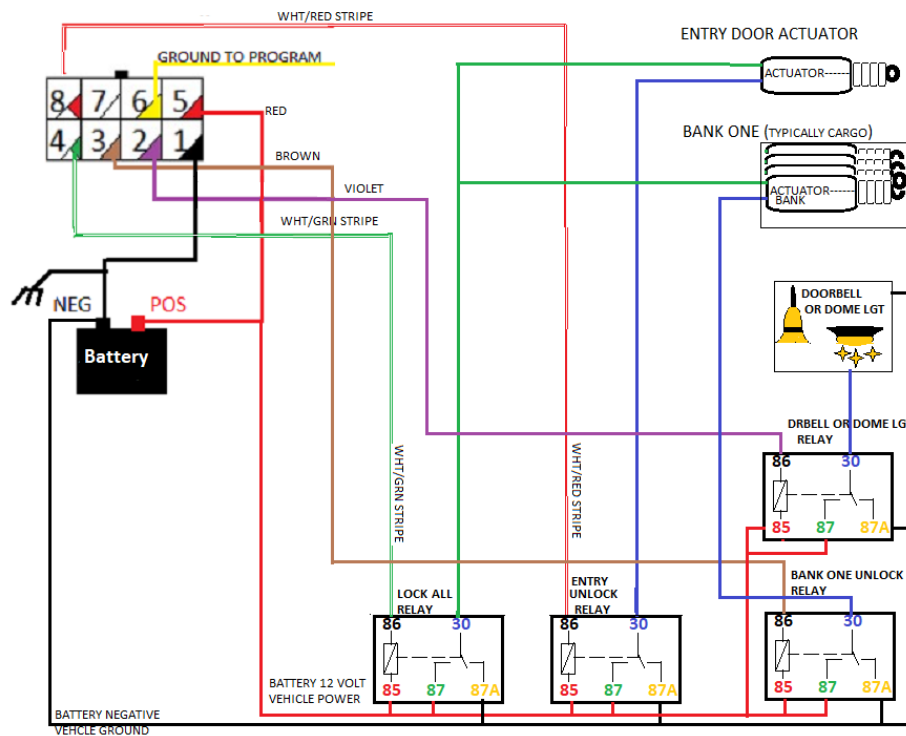 WHT/RED STRIPE
ENTRY DOOR ACTUATOR
GROUND TO PROGRAM
ACTUATOR------
8 7 6 5
RED
4 3 2 1
BANK ONE (TYPICALLY CARGO)
BROWN
VIOLET
ACTUATOR------
BANK
WHT/GRN STRIPE
NEG
POS
DOORBELL
OR DOME LGT
Battery
DRBELL OR DOME LG
RELAY
86 30
WHT/GRN STRIPE
WHT/RED STRIPE
85 87 87A
BANK ONE UNLOCK
RELAY
LOCK ALL
RELAY
ENTRY
UNLOCK
RELAY
86 30
86 30
86 30
BATTERY 12 VOLT
VEHICLE POWER
85 87 87A
85 87 87A
85 87 87A
BATTERY NEGATIVE
VEHCLE GROUND